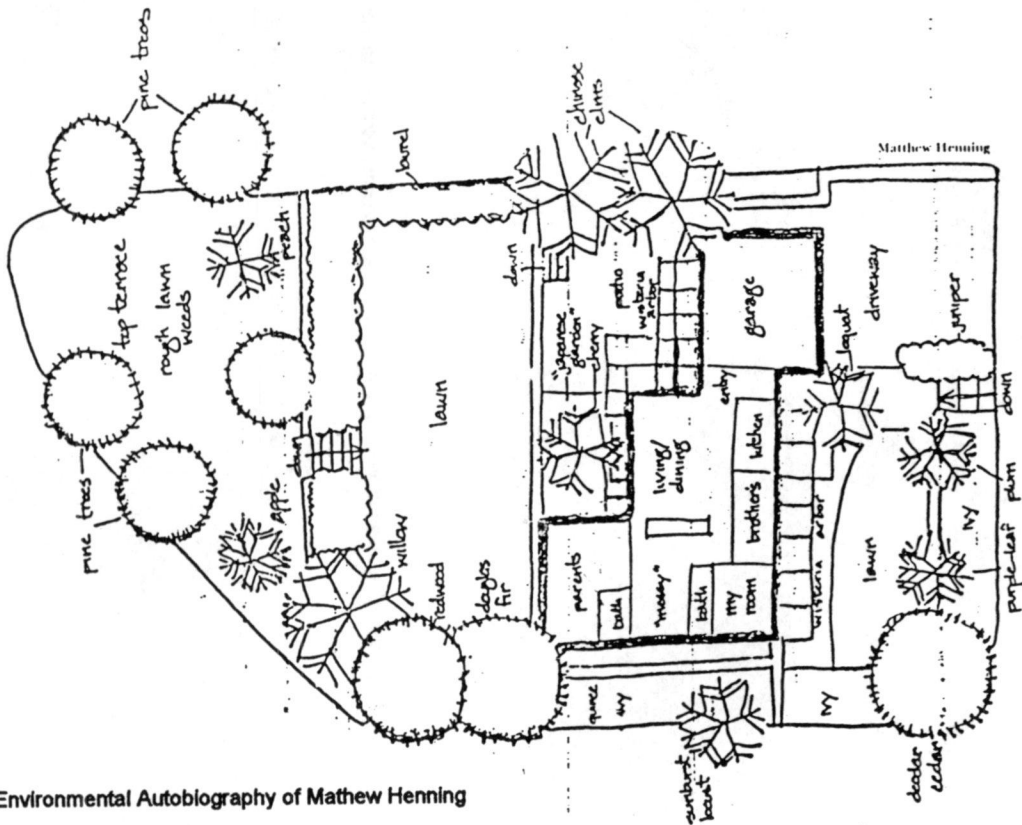 pine trees
Matthew Henning
chinese
elms
laurel
top terrace
rough lawn
weeds
peach
down
"Japanese
garden"
cherry
patio
wisteria
arbor
garage
driveway
juniper
loquat
down
entry
kitchen
living/
dining
brother's
lawn
down
apple
pine trees
willow
redwood
parents
bath
bath
my
room
wisteria arbor
lawn
ivy
plum
purple-leaf
fir
quince
ivy
ivy
sunburst
locust
deodar
cedar
Environmental Autobiography of Mathew Henning